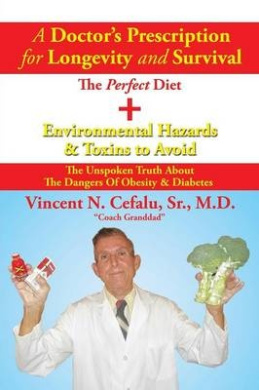 A Doctor's Prescription
for Longevity and Survival
The Perfect Diet
Environmental Hazards
& Toxins to Avoid
The Unspoken Truth About
The Dangers Of Obesity & Diabetes
Vincent N. Cefalu, Sr., M.D.
"Coach Granddad"